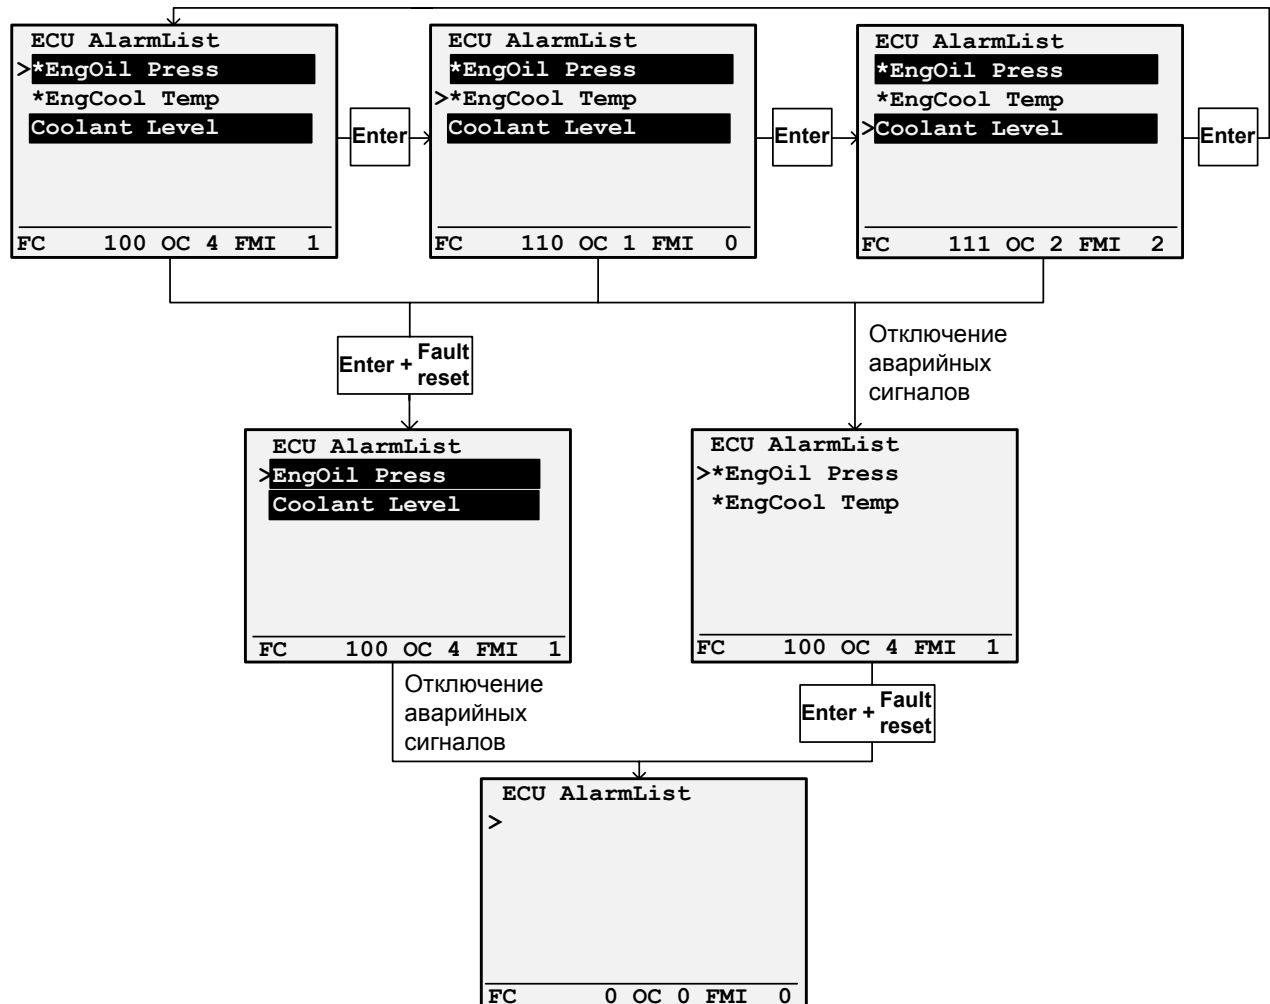 ECU AlarmList
>*EngOil Press
*EngCool Temp
Coolant Level
FC 100 OC 4 FMI 1
Enter
ECU AlarmList
*EngOil Press
>*EngCool Temp
Coolant Level
FC 110 OC 1 FMI 0
Enter
ECU AlarmList
*EngOil Press
*EngCool Temp
>Coolant Level
FC 111 OC 2 FMI 2
Enter
Enter + Fault
reset
Отключение
аварийных
сигналов
ECU AlarmList
>EngOil Press
Coolant Level
FC 100 OC 4 FMI 1
ECU AlarmList
>*EngOil Press
*EngCool Temp
FC 100 OC 4 FMI 1
Отключение
аварийных
сигналов
Enter + Fault
reset
ECU AlarmList
>
FC 0 OC 0 FMI 0